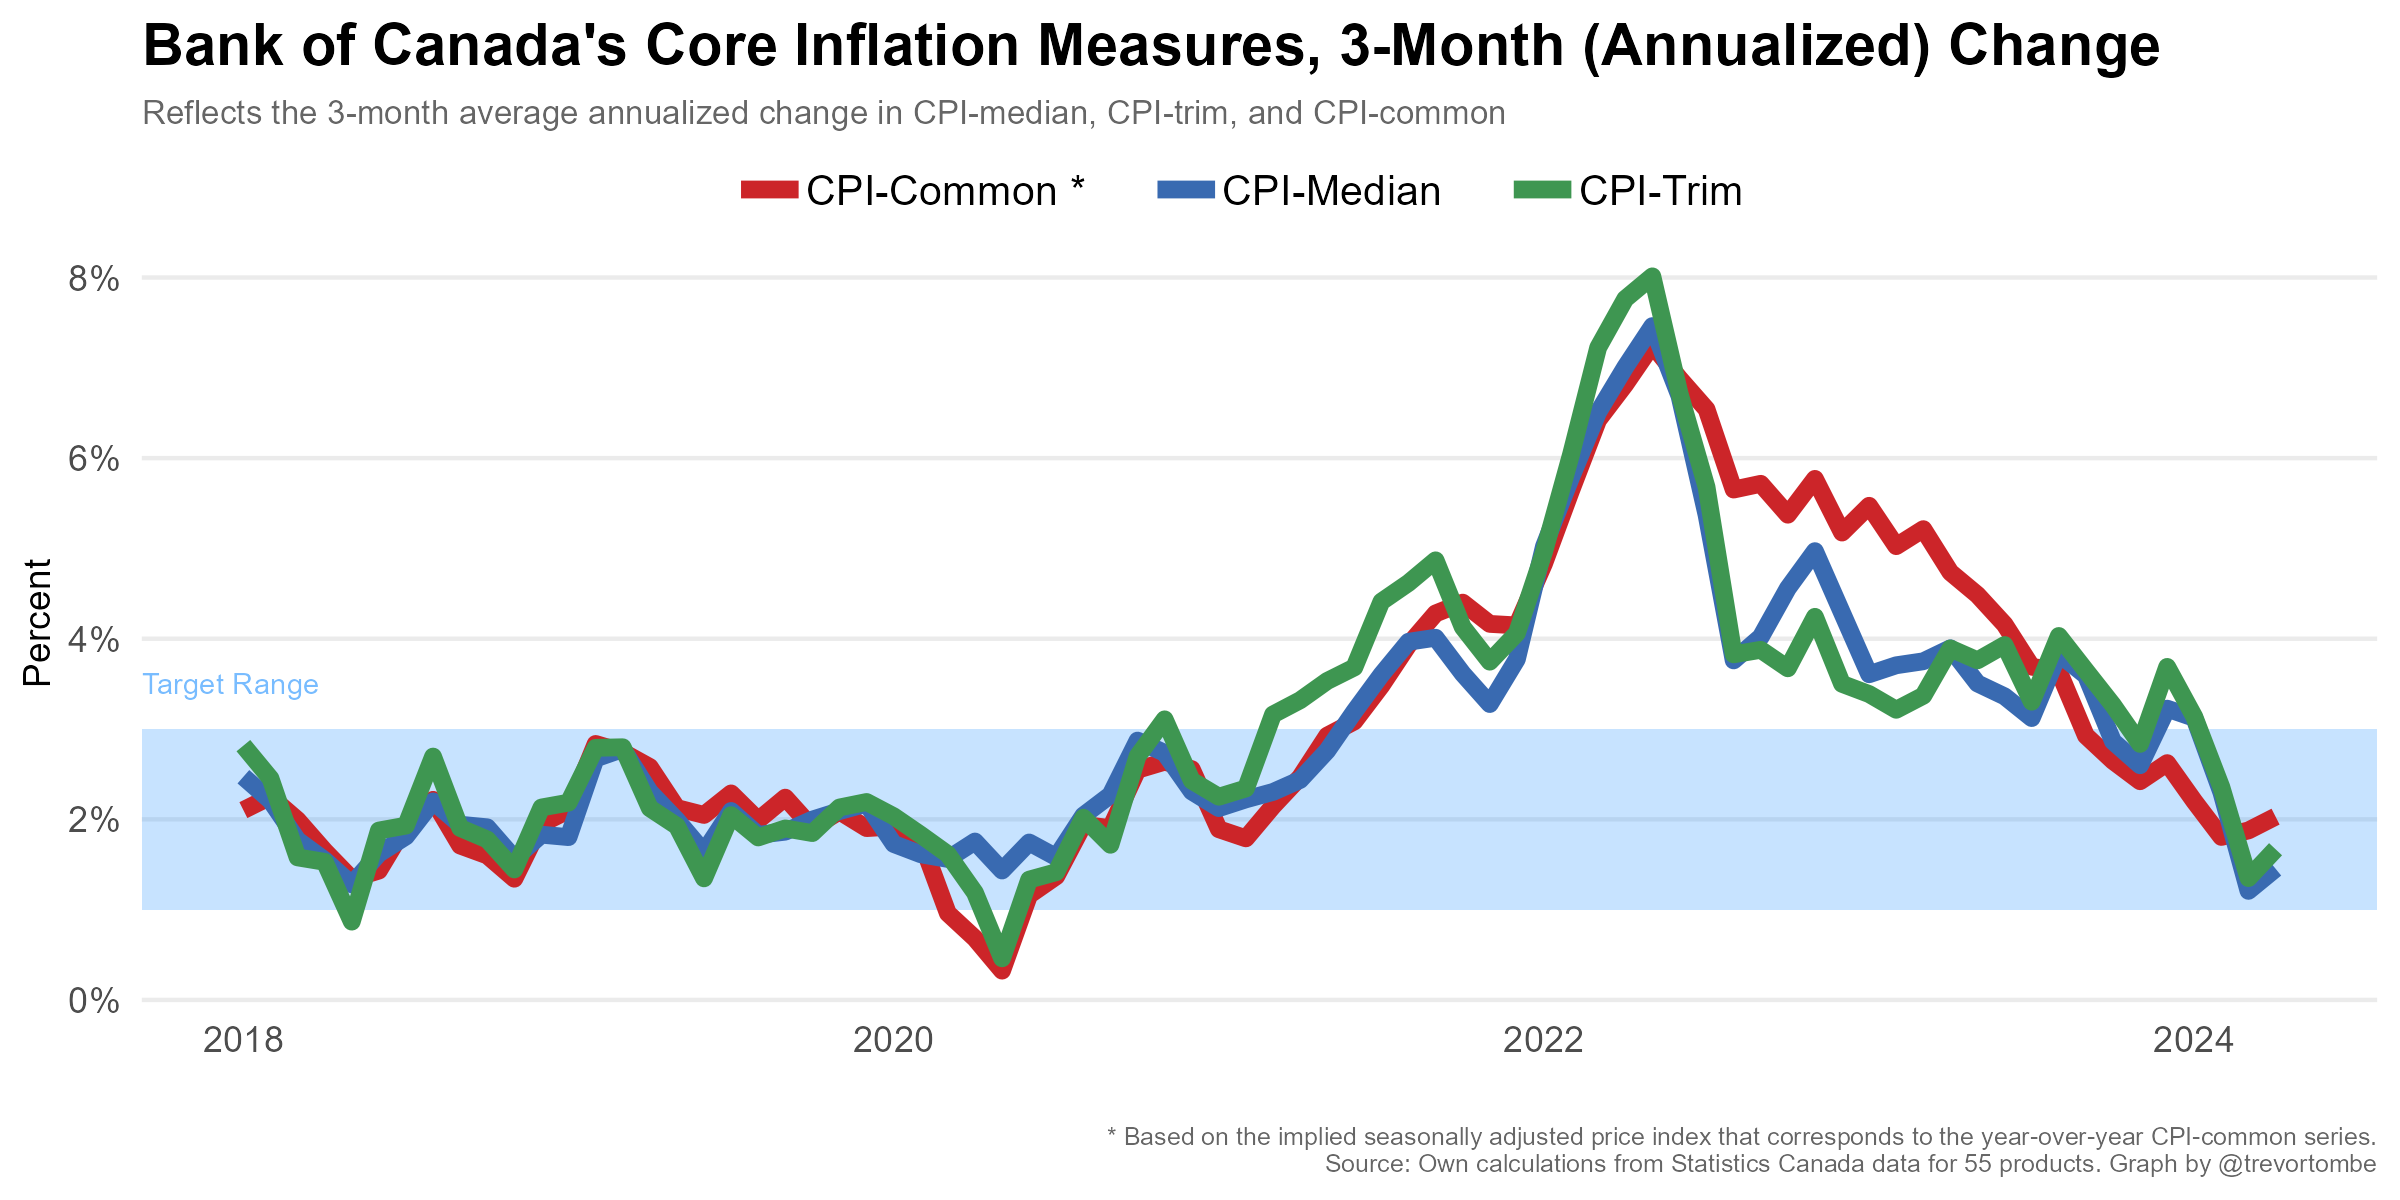 Bank of Canada's Core Inflation Measures, 3-Month (Annualized) Change
Reflects the 3-month average annualized change in CPI-median, CPI-trim, and CPI-common
CPI-Common * CPI-Median CPI-Trim
8%
6%
4%
2%
0%
Percent
Target Range
2018 2020 2022 2024
* Based on the implied seasonally adjusted price index that corresponds to the year-over-year CPI-common series.
Source: Own calculations from Statistics Canada data for 55 products. Graph by @trevortombe